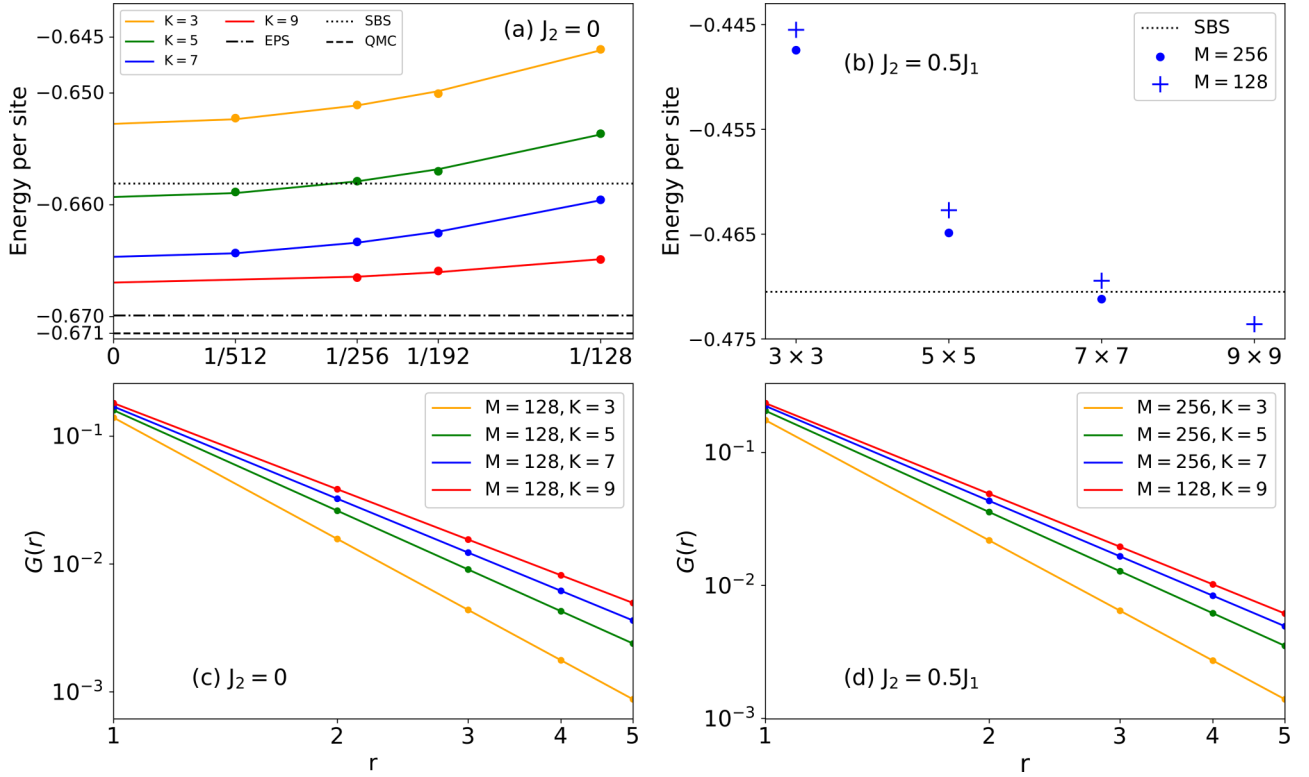 K = 3
K = 5
K = 7
K = 9
EPS
SBS
QMC
(a) J₂ = 0
Energy per site
−0.645
−0.650
−0.660
−0.670
−0.671
0
1/512
1/256
1/192
1/128
(b) J₂ = 0.5J₁
SBS
M = 256
M = 128
Energy per site
−0.445
−0.455
−0.465
−0.475
3 × 3
5 × 5
7 × 7
9 × 9
M = 128, K = 3
M = 128, K = 5
M = 128, K = 7
M = 128, K = 9
G(r)
10⁻¹
10⁻²
10⁻³
(c) J₂ = 0
1
2
3
4
5
r
M = 256, K = 3
M = 256, K = 5
M = 256, K = 7
M = 128, K = 9
G(r)
10⁻¹
10⁻²
10⁻³
(d) J₂ = 0.5J₁
1
2
3
4
5
r